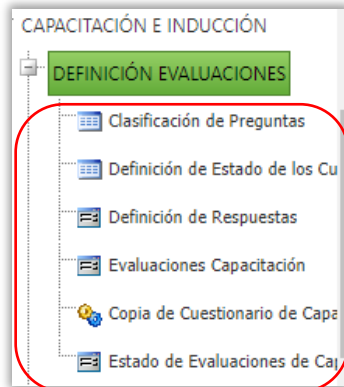 CAPACITACIÓN E INDUCCIÓN
DEFINICIÓN EVALUACIONES
Clasificación de Preguntas
Definición de Estado de los Cu
Definición de Respuestas
Evaluaciones Capacitación
Copia de Cuestionario de Capa
Estado de Evaluaciones de Cap